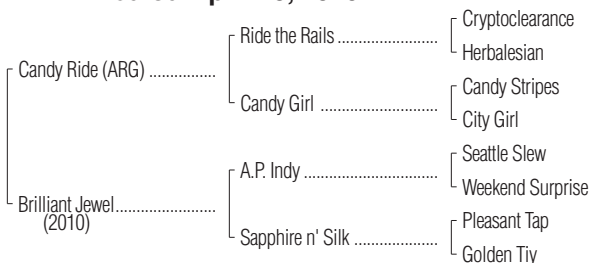 Cryptoclearance
Ride the Rails
Herbalesian
Candy Ride (ARG)
Candy Stripes
Candy Girl
City Girl
Seattle Slew
A.P. Indy
Weekend Surprise
Brilliant Jewel
(2010)
Pleasant Tap
Sapphire n' Silk
Golden Tiy